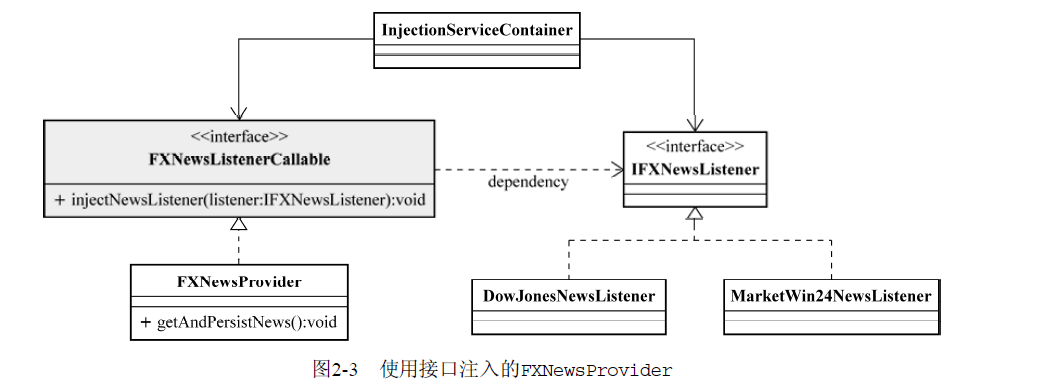 InjectionServiceContainer
<<interface>>
FXNewsListenerCallable
+ injectNewsListener(listener:IFXNewsListener):void
dependency
<<interface>>
IFXNewsListener
FXNewsProvider
+ getAndPersistNews():void
DowJonesNewsListener
MarketWin24NewsListener
图2-3 使用接口注入的FXNewsProvider